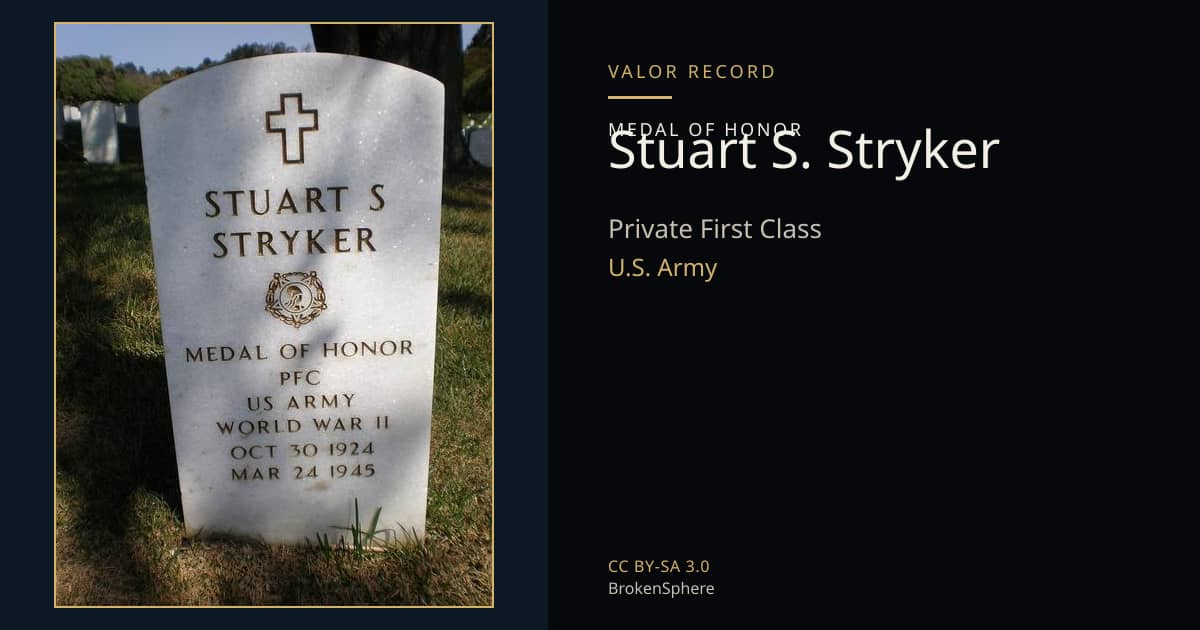 STUART S
STRYKER
MEDAL OF HONOR
PFC
US ARMY
WORLD WAR II
OCT 30 1924
MAR 24 1945
VALOR RECORD
MEDAL OF HONOR
Stuart S. Stryker
Private First Class
U.S. Army
CC BY-SA 3.0
BrokenSphere